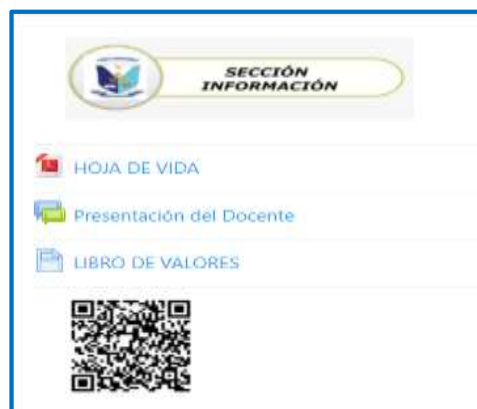 SECCIÓN
INFORMACIÓN
HOJA DE VIDA
Presentación del Docente
LIBRO DE VALORES